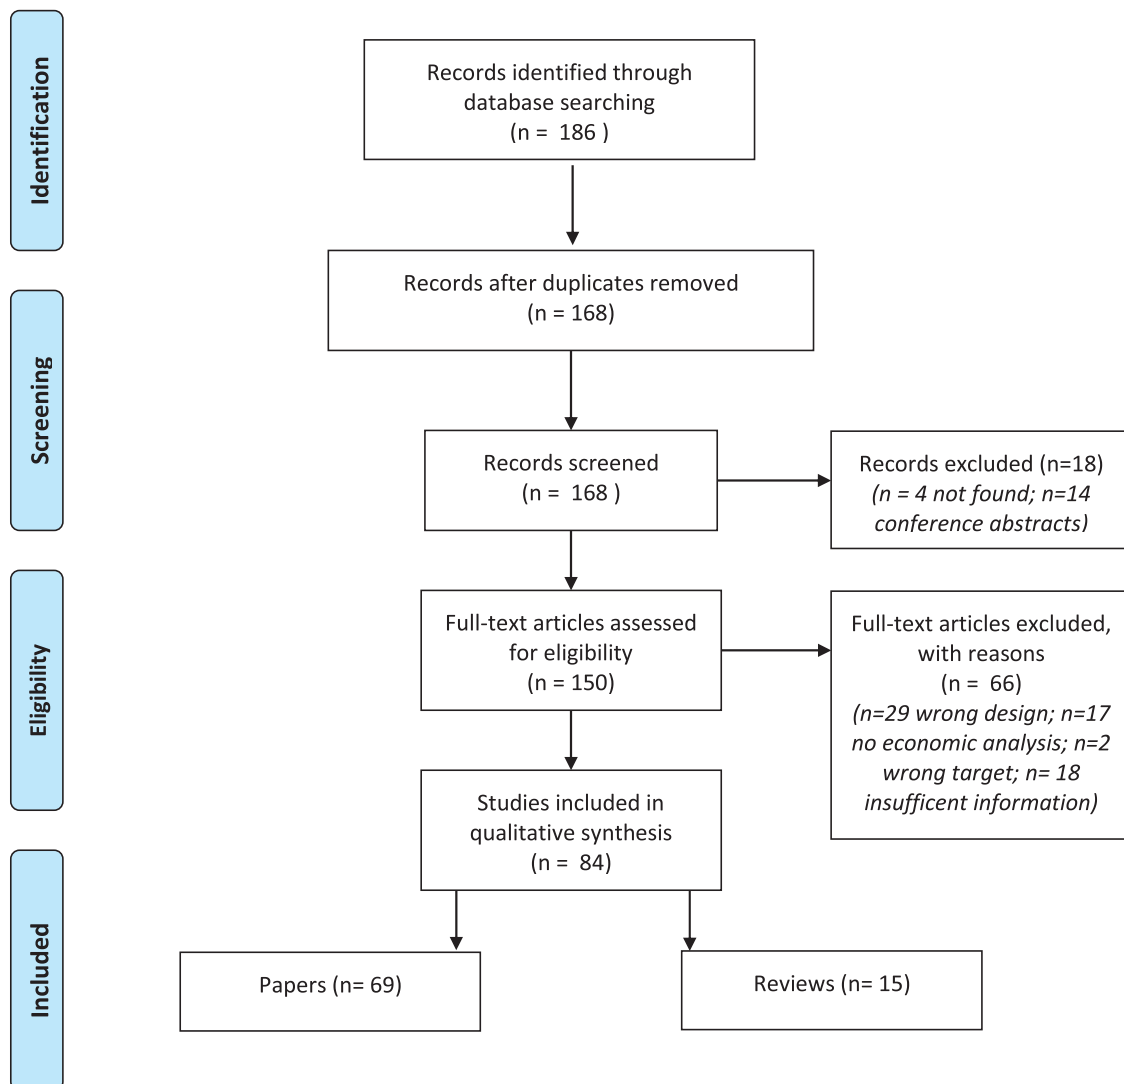 Identification
Records identified through
database searching
(n =  186 )
Records after duplicates removed
(n = 168)
Screening
Records screened
(n =  168 )
Records excluded (n=18)
(n = 4 not found; n=14
conference abstracts)
Eligibility
Full-text articles assessed
for eligibility
(n =  150)
Full-text articles excluded,
with reasons
(n =  66)
(n=29 wrong design; n=17
no economic analysis; n=2
wrong target; n= 18
insufficent information)
Studies included in
qualitative synthesis
(n =  84)
Included
Papers (n= 69)
Reviews (n= 15)